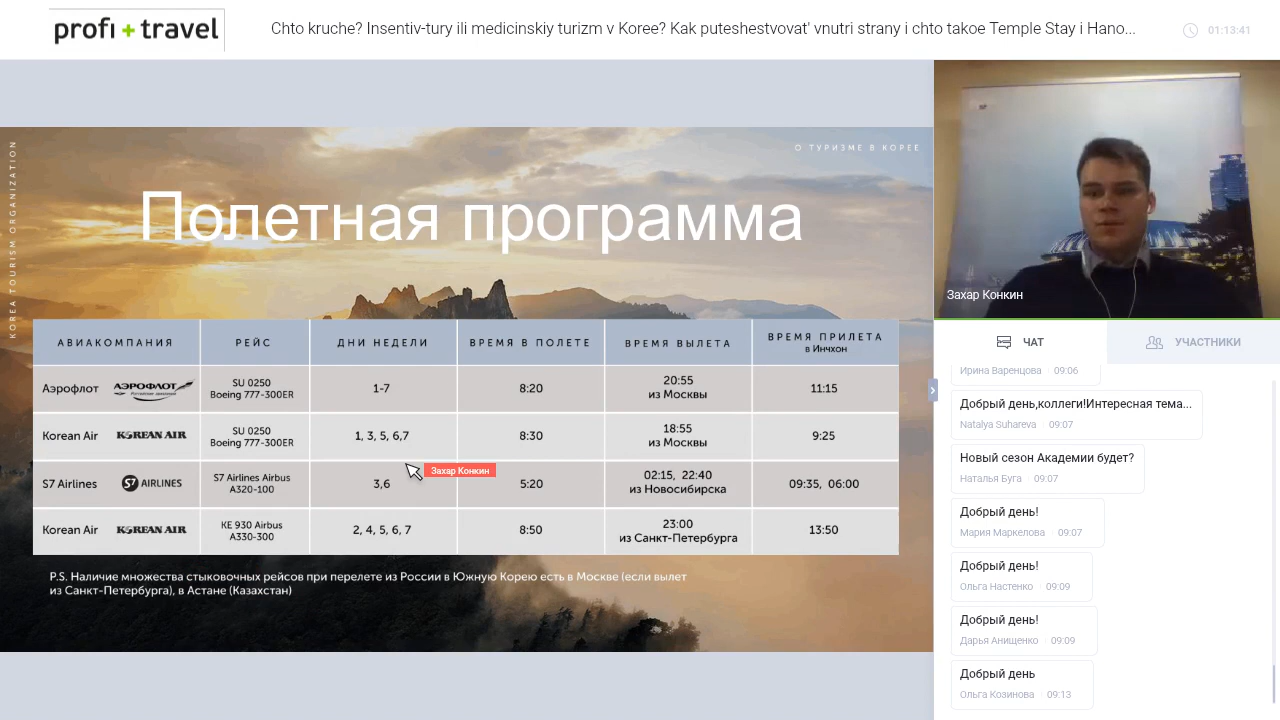 profi + travel
Chto kruche? Insentiv-tury ili medicinskiy turizm v Koree? Kak puteshestvovat' vnutri strany i chto takoe Temple Stay i Hano...
01:13:41
KOREA TOURISM ORGANIZATION
О ТУРИЗМЕ В КОРЕЕ
Полетная программа
АВИАКОМПАНИЯ РЕЙС ДНИ НЕДЕЛИ ВРЕМЯ В ПОЛЕТЕ ВРЕМЯ ВЫЛЕТА ВРЕМЯ ПРИЛЕТА
в Инчхон
Аэрофлот АЭРОФЛОТ SU 0250 1-7 8:20 20:55 11:15
Российские авиалинии Boeing 777-300ER из Москвы
Korean Air KOREAN AIR SU 0250 1, 3, 5, 6,7 8:30 18:55 9:25
Boeing 777-300ER из Москвы
Захар Конкин
S7 Airlines S7 AIRLINES S7 Airlines Airbus 3,6 5:20 02:15, 22:40 09:35, 06:00
A320-100 из Новосибирска
Korean Air KOREAN AIR KE 930 Airbus 2, 4, 5, 6, 7 8:50 23:00 13:50
A330-300 из Санкт-Петербурга
P.S. Наличие множества стыковочных рейсов при перелете из России в Южную Корею есть в Москве (если вылет
из Санкт-Петербурга), в Астане (Казахстан)
Захар Конкин
ЧАТ УЧАСТНИКИ
Ирина Варенцова 09:06
Добрый день,коллеги!Интересная тема...
Natalya Suhareva 09:07
Новый сезон Академии будет?
Наталья Буга 09:07
Добрый день!
Мария Маркелова 09:07
Добрый день!
Ольга Настенко 09:09
Добрый день!
Дарья Анищенко 09:09
Добрый день
Ольга Козинова 09:13